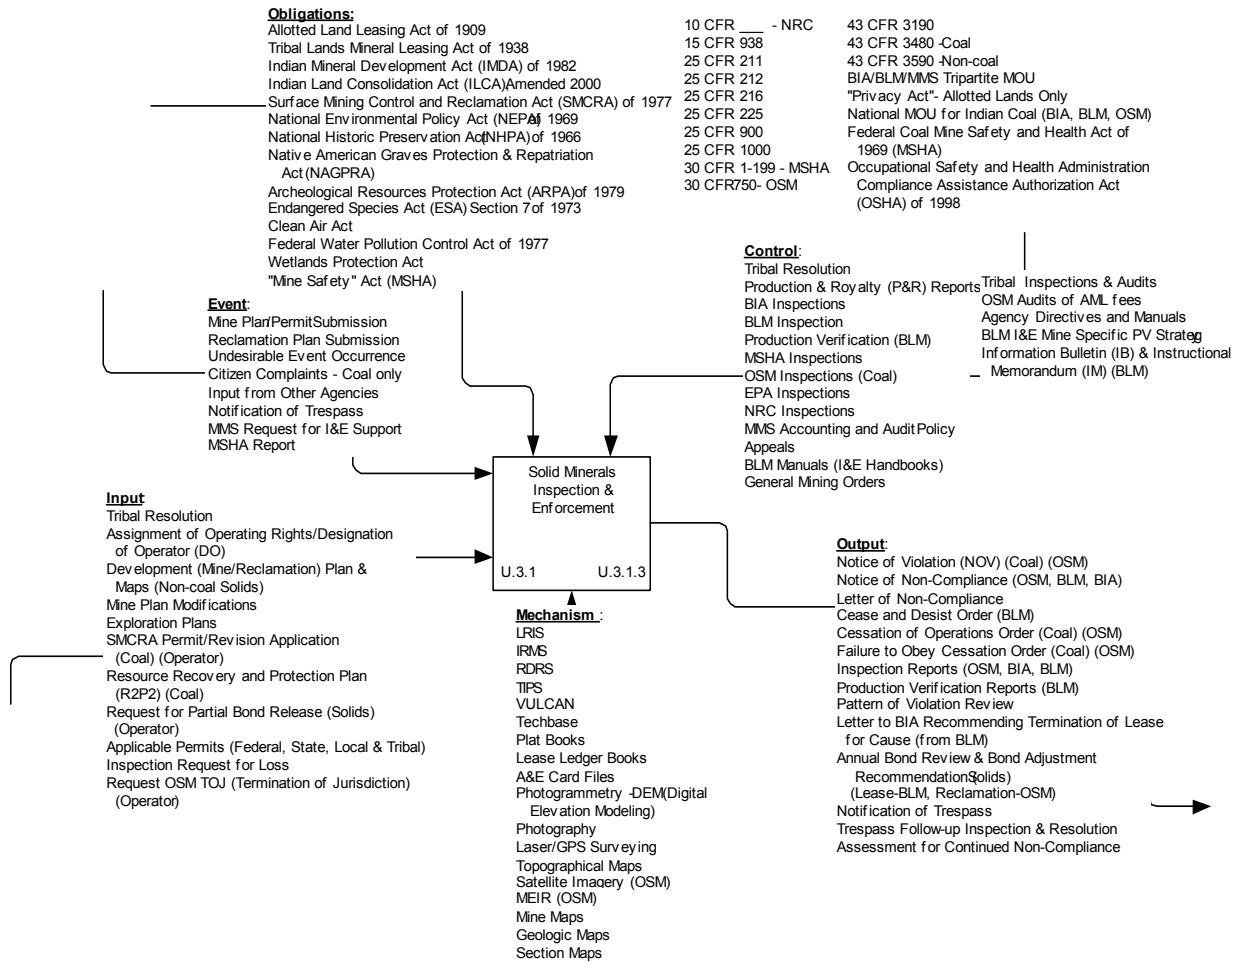 Obligations:
Allotted Land Leasing Act of 1909
Tribal Lands Mineral Leasing Act of 1938
Indian Mineral Development Act (IMDA) of 1982
Indian Land Consolidation Act (ILCA)Amended 2000
Surface Mining Control and Reclamation Act (SMCRA) of 1977
National Environmental Policy Act (NEPA)of 1969
National Historic Preservation Act(NHPA) of 1966
Native American Graves Protection & Repatriation
Act (NAGPRA)
Archeological Resources Protection Act (ARPA)of 1979
Endangered Species Act (ESA) Section 7 of 1973
Clean Air Act
Federal Water Pollution Control Act of 1977
Wetlands Protection Act
"Mine Safety" Act (MSHA)
10 CFR ___ - NRC
15 CFR 938
25 CFR 211
25 CFR 212
25 CFR 216
25 CFR 225
25 CFR 900
25 CFR 1000
30 CFR 1-199 - MSHA
30 CFR750- OSM
43 CFR 3190
43 CFR 3480 -Coal
43 CFR 3590 -Non-coal
BIA/BLM/MMS Tripartite MOU
"Privacy Act"- Allotted Lands Only
National MOU for Indian Coal (BIA, BLM, OSM)
Federal Coal Mine Safety and Health Act of
1969 (MSHA)
Occupational Safety and Health Administration
Compliance Assistance Authorization Act
(OSHA) of 1998
Event:
Mine Plan/PermitSubmission
Reclamation Plan Submission
Undesirable Event Occurrence
Citizen Complaints - Coal only
Input from Other Agencies
Notification of Trespass
MMS Request for I&E Support
MSHA Report
Control:
Tribal Resolution
Production & Royalty (P&R) Reports
BIA Inspections
BLM Inspection
Production Verification (BLM)
MSHA Inspections
OSM Inspections (Coal)
EPA Inspections
NRC Inspections
MMS Accounting and Audit Policy
Appeals
BLM Manuals (I&E Handbooks)
General Mining Orders
Tribal Inspections & Audits
OSM Audits of AML fees
Agency Directives and Manuals
BLM I&E Mine Specific PV Strategy
Information Bulletin (IB) & Instructional
Memorandum (IM) (BLM)
Solid Minerals
Inspection &
Enforcement
U.3.1 U.3.1.3
Input
Tribal Resolution
Assignment of Operating Rights/Designation
of Operator (DO)
Development (Mine/Reclamation) Plan &
Maps (Non-coal Solids)
Mine Plan Modifications
Exploration Plans
SMCRA Permit/Revision Application
(Coal) (Operator)
Resource Recovery and Protection Plan
(R2P2) (Coal)
Request for Partial Bond Release (Solids)
(Operator)
Applicable Permits (Federal, State, Local & Tribal)
Inspection Request for Loss
Request OSM TOJ (Termination of Jurisdiction)
(Operator)
Mechanism :
LRIS
IRMS
RDRS
TIPS
VULCAN
Techbase
Plat Books
Lease Ledger Books
A&E Card Files
Photogrammetry -DEM(Digital
Elevation Modeling)
Photography
Laser/GPS Surveying
Topographical Maps
Satellite Imagery (OSM)
MEIR (OSM)
Mine Maps
Geologic Maps
Section Maps
Output:
Notice of Violation (NOV) (Coal) (OSM)
Notice of Non-Compliance (OSM, BLM, BIA)
Letter of Non-Compliance
Cease and Desist Order (BLM)
Cessation of Operations Order (Coal) (OSM)
Failure to Obey Cessation Order (Coal) (OSM)
Inspection Reports (OSM, BIA, BLM)
Production Verification Reports (BLM)
Pattern of Violation Review
Letter to BIA Recommending Termination of Lease
for Cause (from BLM)
Annual Bond Review & Bond Adjustment
Recommendation(Solids)
(Lease-BLM, Reclamation-OSM)
Notification of Trespass
Trespass Follow-up Inspection & Resolution
Assessment for Continued Non-Compliance